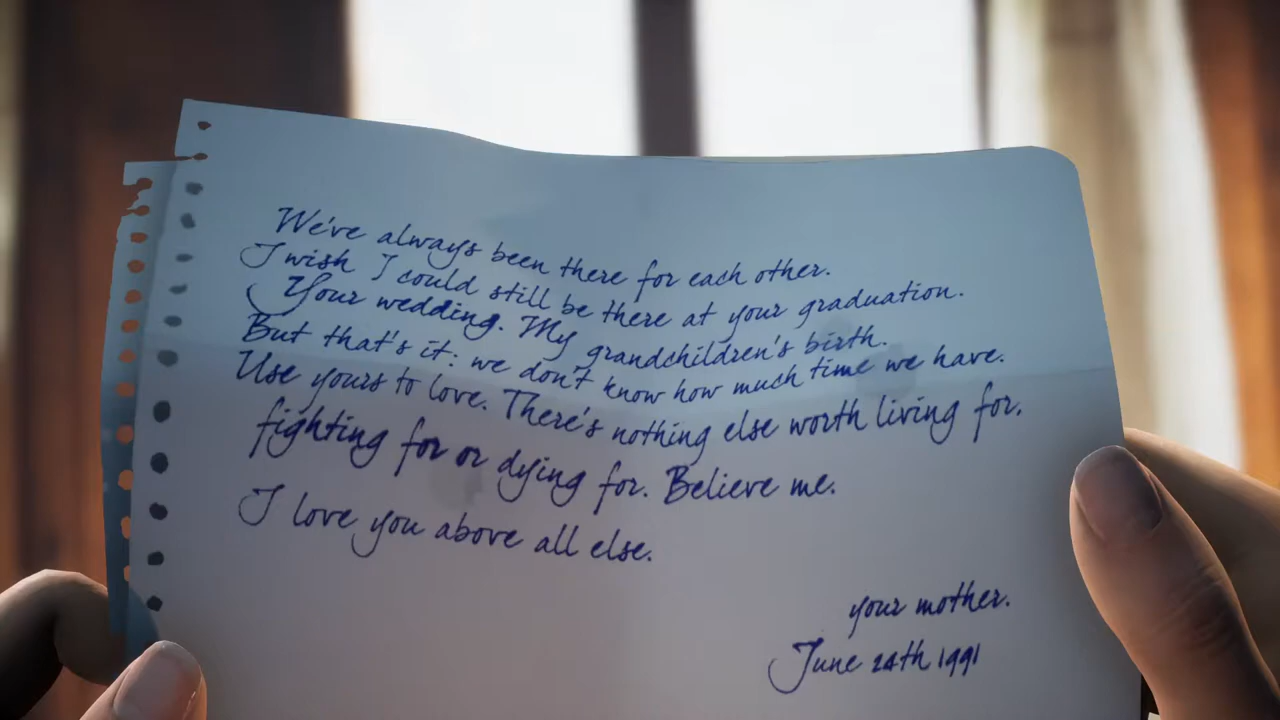 We've always been there for each other.
I wish I could still be there at your graduation.
Your wedding. My grandchildren's birth.
But that's it: we don't know how much time we have.
Use yours to love. There's nothing else worth living for,
fighting for or dying for. Believe me.
I love you above all else.
your mother.
June 24th 1991